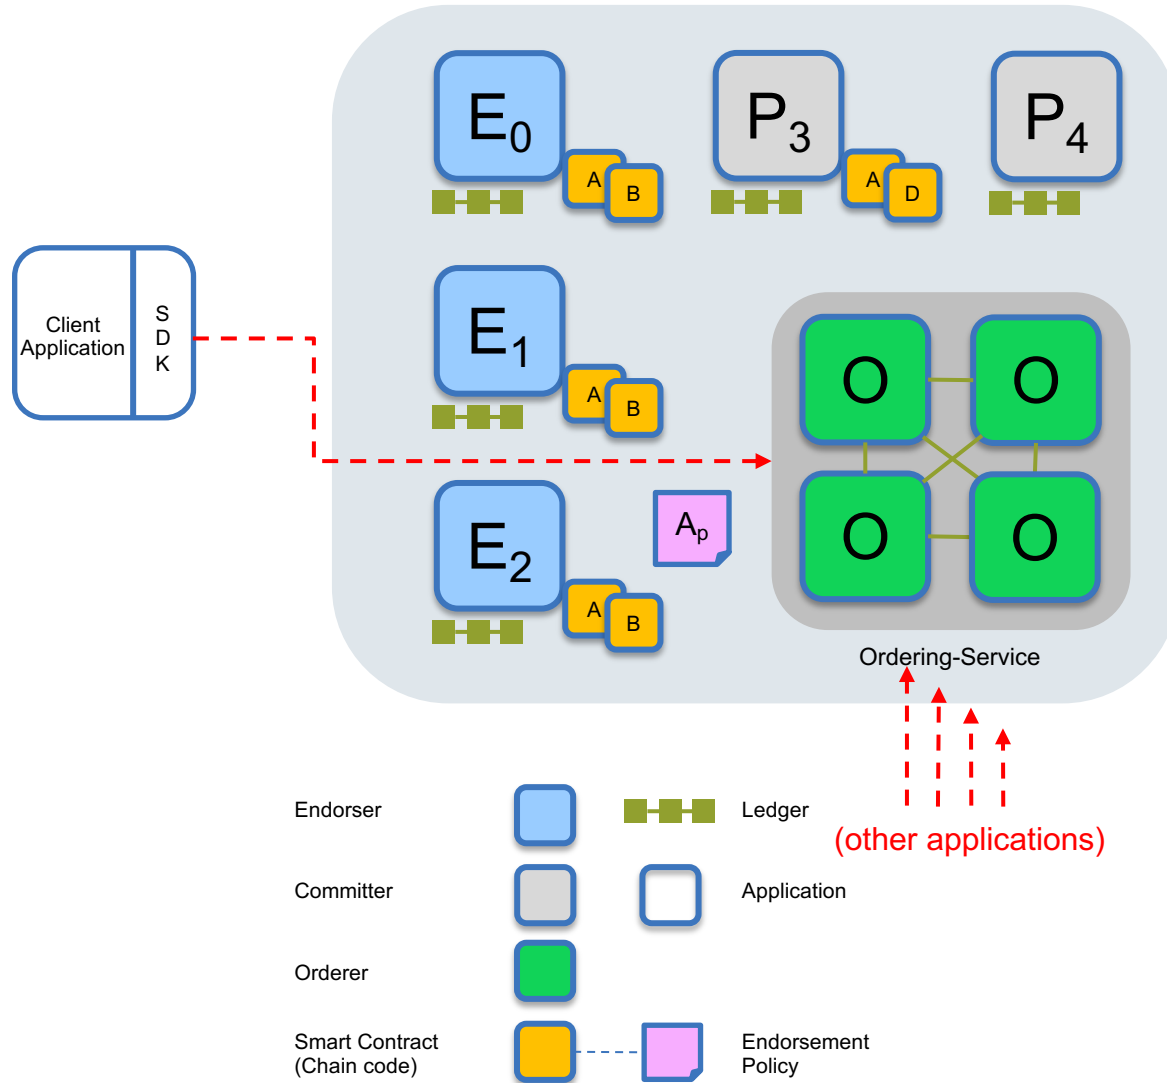 E0
A
B
P3
A
D
P4
Client
Application
S
D
K
E1
A
B
O
O
O
O
E2
A
B
Ap
Ordering-Service
(other applications)
Endorser
Ledger
Committer
Application
Orderer
Smart Contract
(Chain code)
Endorsement
Policy